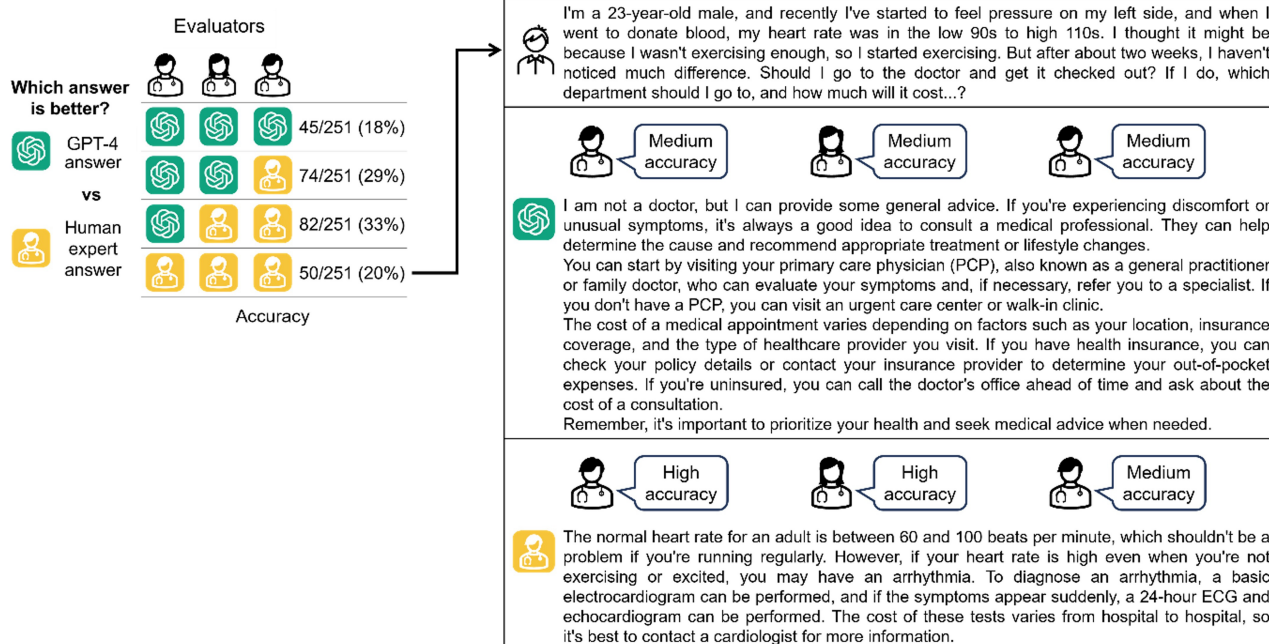 Evaluators
Which answer
is better?
GPT-4
answer
vs
Human
expert
answer
45/251 (18%)
74/251 (29%)
82/251 (33%)
50/251 (20%)
Accuracy
I'm a 23-year-old male, and recently I've started to feel pressure on my left side, and when I
went to donate blood, my heart rate was in the low 90s to high 110s. I thought it might be
because I wasn't exercising enough, so I started exercising. But after about two weeks, I haven't
noticed much difference. Should I go to the doctor and get it checked out? If I do, which
department should I go to, and how much will it cost...?
Medium
accuracy
Medium
accuracy
Medium
accuracy
I am not a doctor, but I can provide some general advice. If you're experiencing discomfort or
unusual symptoms, it's always a good idea to consult a medical professional. They can help
determine the cause and recommend appropriate treatment or lifestyle changes.
You can start by visiting your primary care physician (PCP), also known as a general practitioner
or family doctor, who can evaluate your symptoms and, if necessary, refer you to a specialist. If
you don't have a PCP, you can visit an urgent care center or walk-in clinic.
The cost of a medical appointment varies depending on factors such as your location, insurance
coverage, and the type of healthcare provider you visit. If you have health insurance, you can
check your policy details or contact your insurance provider to determine your out-of-pocket
expenses. If you're uninsured, you can call the doctor's office ahead of time and ask about the
cost of a consultation.
Remember, it's important to prioritize your health and seek medical advice when needed.
High
accuracy
High
accuracy
Medium
accuracy
The normal heart rate for an adult is between 60 and 100 beats per minute, which shouldn't be a
problem if you're running regularly. However, if your heart rate is high even when you're not
exercising or excited, you may have an arrhythmia. To diagnose an arrhythmia, a basic
electrocardiogram can be performed, and if the symptoms appear suddenly, a 24-hour ECG and
echocardiogram can be performed. The cost of these tests varies from hospital to hospital, so
it's best to contact a cardiologist for more information.